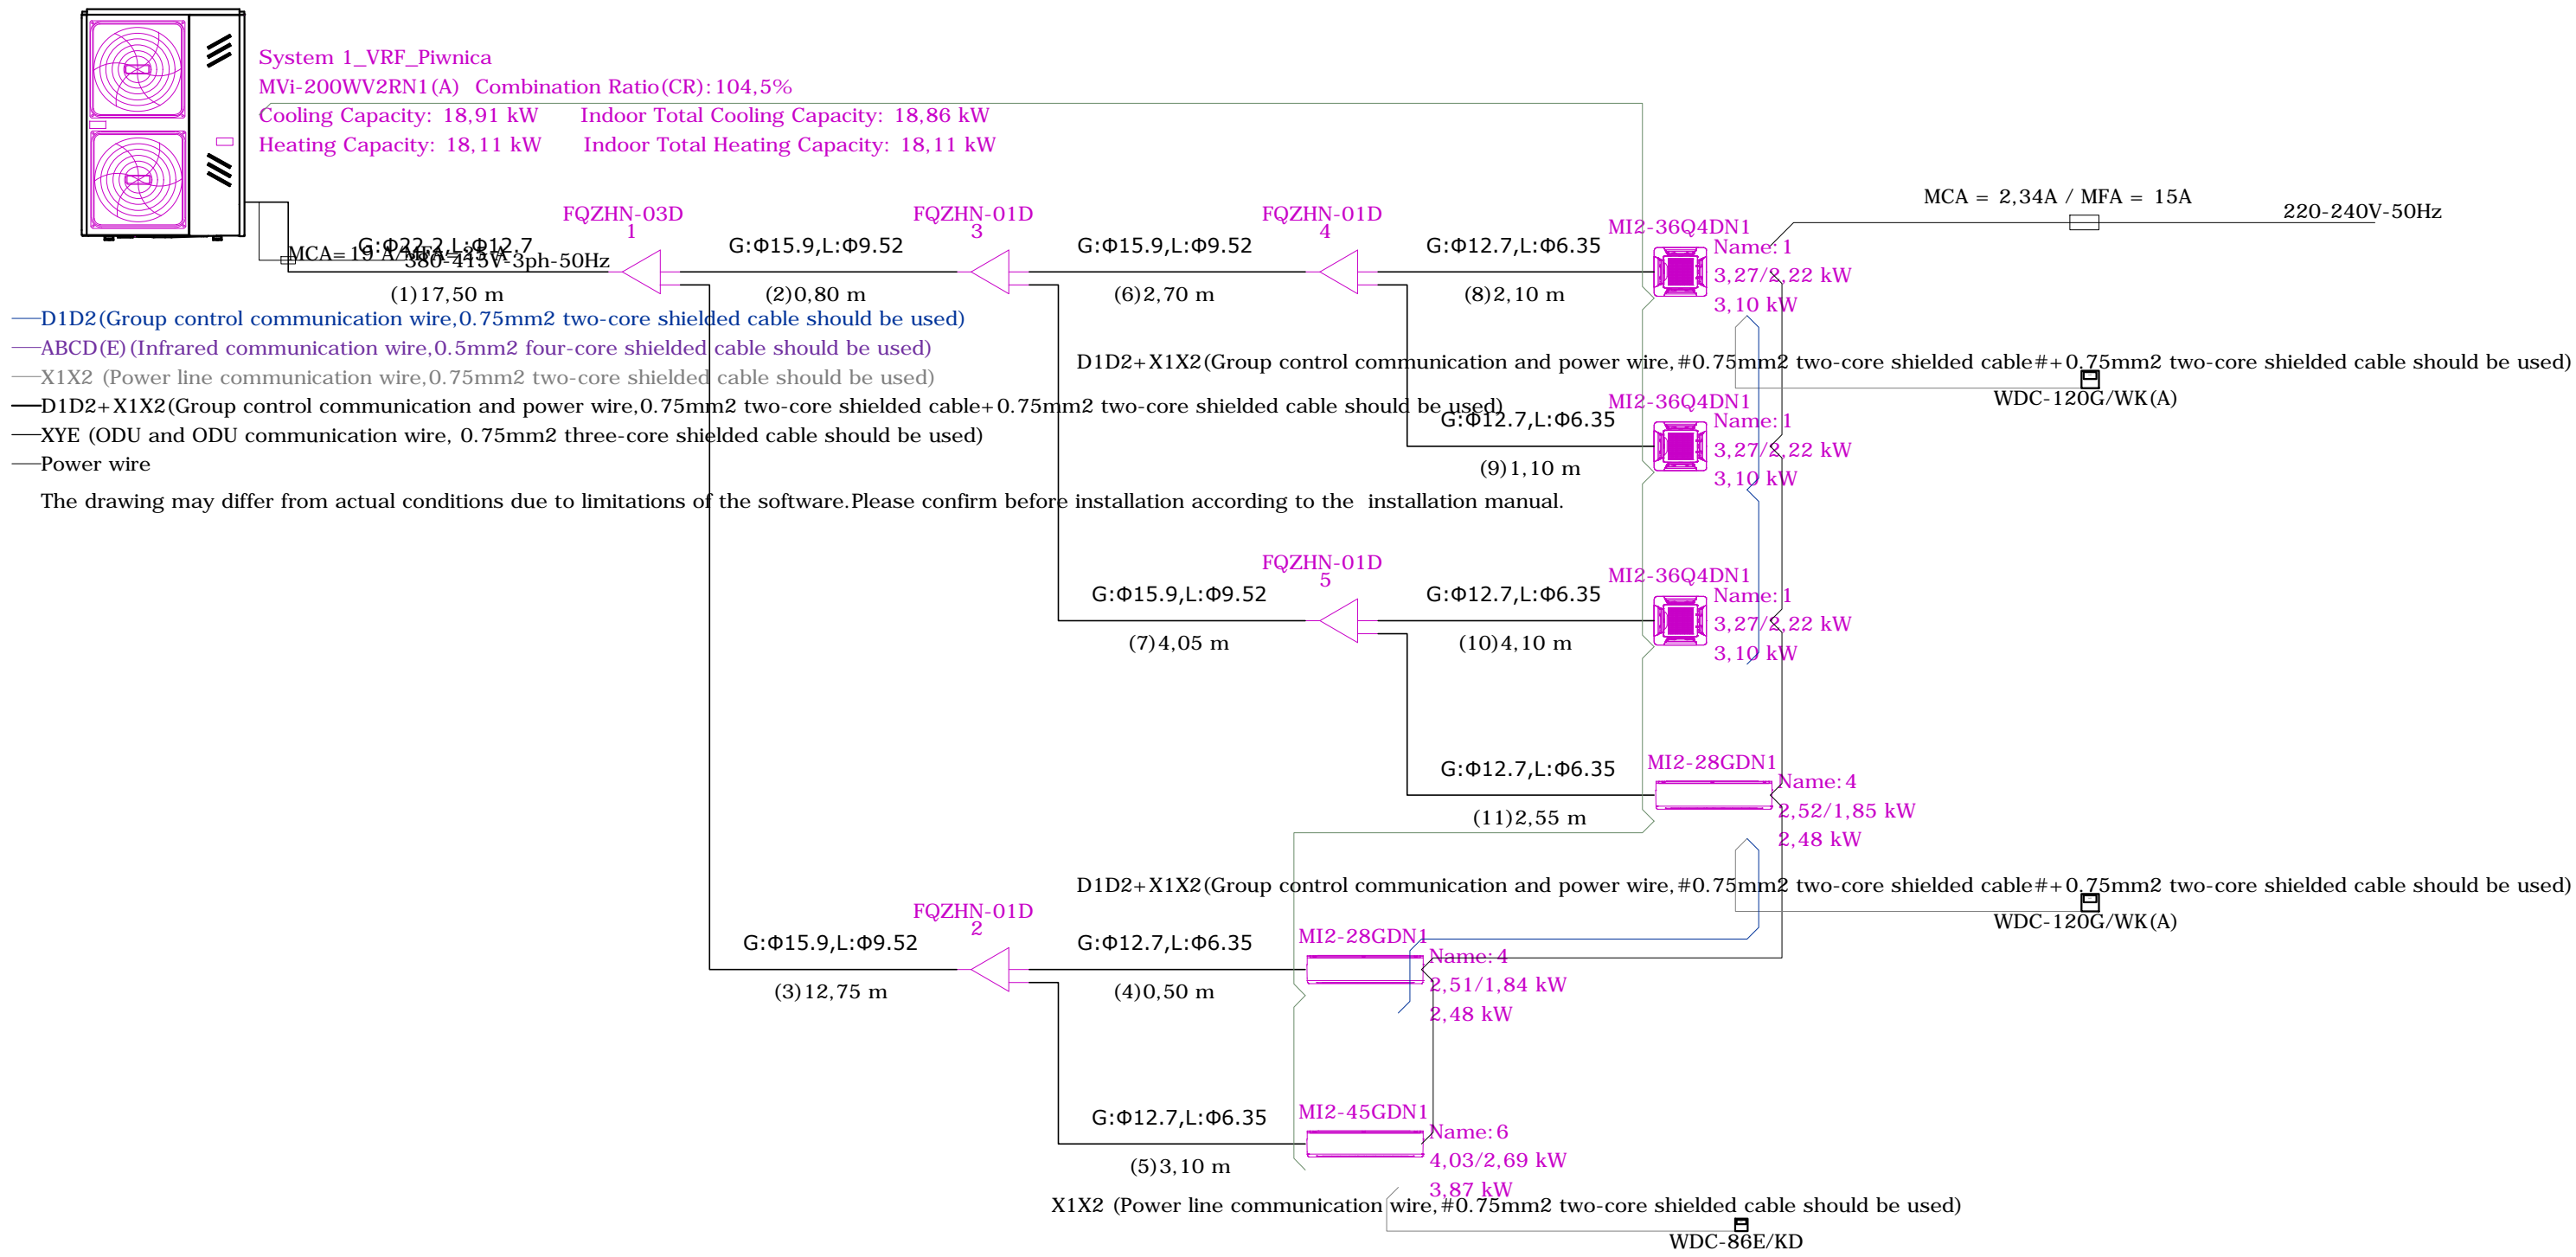 System 1_VRF_Piwnica
MVi-200WV2RN1(A)  Combination Ratio(CR):104,5%
Cooling Capacity: 18,91 kW  Indoor Total Cooling Capacity: 18,86 kW
Heating Capacity: 18,11 kW  Indoor Total Heating Capacity: 18,11 kW
MCA = 2,34A / MFA = 15A
220-240V-50Hz
FQZHN-03D
1
FQZHN-01D
3
FQZHN-01D
4
MI2-36Q4DN1
Name:1
3,27/2,22 kW
3,10 kW
G:Φ22.2,L:Φ12.7
MCA=19 A/MFA=25 A
380-415V-3ph-50Hz
(1)17,50 m
G:Φ15.9,L:Φ9.52
(2)0,80 m
G:Φ15.9,L:Φ9.52
(6)2,70 m
G:Φ12.7,L:Φ6.35
(8)2,10 m
D1D2(Group control communication wire,0.75mm2 two-core shielded cable should be used)
ABCD(E)(Infrared communication wire,0.5mm2 four-core shielded cable should be used)
X1X2 (Power line communication wire,0.75mm2 two-core shielded cable should be used)
D1D2+X1X2(Group control communication and power wire,0.75mm2 two-core shielded cable+0.75mm2 two-core shielded cable should be used)
XYE (ODU and ODU communication wire, 0.75mm2 three-core shielded cable should be used)
Power wire
The drawing may differ from actual conditions due to limitations of the software.Please confirm before installation according to the  installation manual.
D1D2+X1X2(Group control communication and power wire,#0.75mm2 two-core shielded cable#+0.75mm2 two-core shielded cable should be used)
WDC-120G/WK(A)
MI2-36Q4DN1
Name:1
3,27/2,22 kW
3,10 kW
G:Φ12.7,L:Φ6.35
(9)1,10 m
FQZHN-01D
5
MI2-36Q4DN1
Name:1
3,27/2,22 kW
3,10 kW
G:Φ15.9,L:Φ9.52
(7)4,05 m
G:Φ12.7,L:Φ6.35
(10)4,10 m
MI2-28GDN1
Name:4
2,52/1,85 kW
2,48 kW
G:Φ12.7,L:Φ6.35
(11)2,55 m
D1D2+X1X2(Group control communication and power wire,#0.75mm2 two-core shielded cable#+0.75mm2 two-core shielded cable should be used)
WDC-120G/WK(A)
FQZHN-01D
2
G:Φ15.9,L:Φ9.52
(3)12,75 m
G:Φ12.7,L:Φ6.35
(4)0,50 m
MI2-28GDN1
Name:4
2,51/1,84 kW
2,48 kW
G:Φ12.7,L:Φ6.35
(5)3,10 m
MI2-45GDN1
Name:6
4,03/2,69 kW
3,87 kW
X1X2 (Power line communication wire,#0.75mm2 two-core shielded cable should be used)
WDC-86E/KD